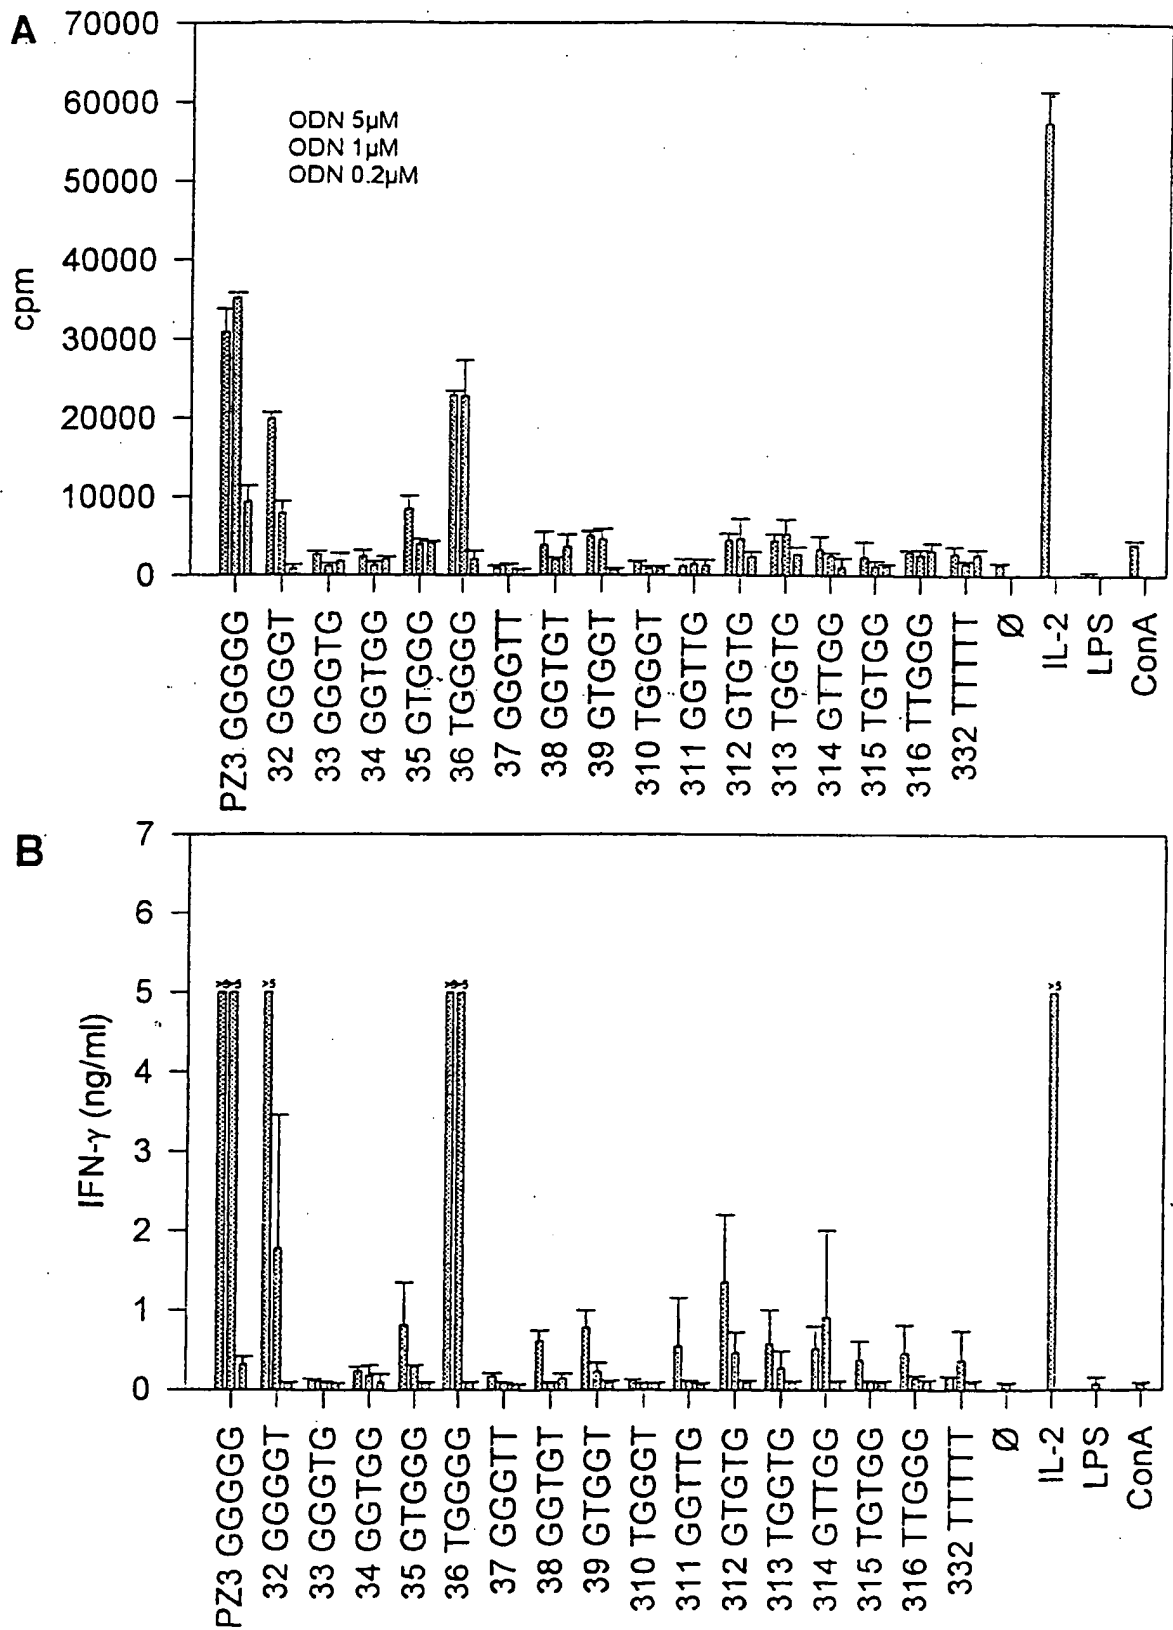 A
70000
60000
50000
40000
30000
20000
10000
0
cpm
ODN 5µM
ODN 1µM
ODN 0.2µM
PZ3 GGGGG
32 GGGGT
33 GGGTG
34 GGTGG
35 GTGGG
36 TGGGG
37 GGGTT
38 GGTGT
39 GTGGT
310 TGGGT
311 GGTTG
312 GTGTG
313 TGGTG
314 GTTGG
315 TGTGG
316 TTGGG
332 TTTTT
Ø
IL-2
LPS
ConA
B
7
6
5
4
3
2
1
0
IFN-γ (ng/ml)
>5
>5
>5
>5
PZ3 GGGGG
32 GGGGT
33 GGGTG
34 GGTGG
35 GTGGG
36 TGGGG
37 GGGTT
38 GGTGT
39 GTGGT
310 TGGGT
311 GGTTG
312 GTGTG
313 TGGTG
314 GTTGG
315 TGTGG
316 TTGGG
332 TTTTT
Ø
IL-2
LPS
ConA